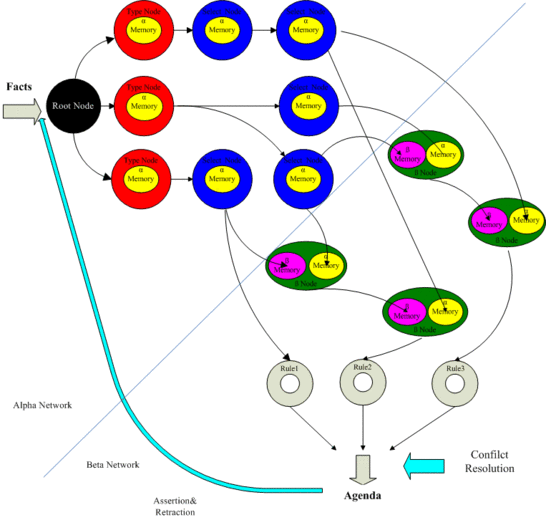 Type Node
α
Memory
α
Memory
α
Memory
Facts
Root Node
Type Node
α
Memory
α
Memory
Type Node
α
Memory
α
Memory
α
Memory
β
Memory
α
Memory
β Node
β
Memory
α
Memory
β Node
β
Memory
α
Memory
β Node
β
Memory
α
Memory
β Node
Rule1
Rule2
Rule3
Alpha Network
Beta Network
Assertion&
Retraction
Agenda
Confilct
Resolution